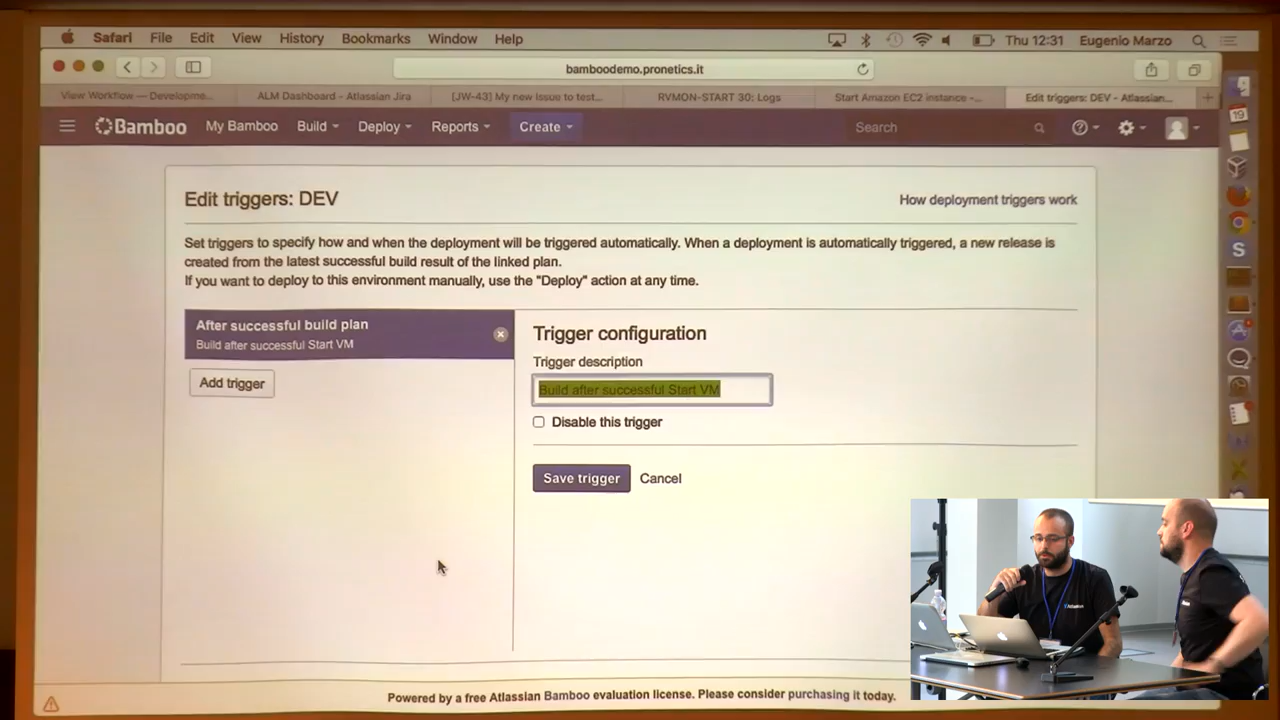 Safari File Edit View History Bookmarks Window Help Thu 12:31 Eugenio Marzo
bamboodemo.pronetics.it
View Workflow — Developme... ALM Dashboard - Atlassian Jira [JW-43] My new issue to test... RVMON-START 30: Logs Start Amazon EC2 instance -... Edit triggers: DEV - Atlassian...
Bamboo My Bamboo Build Deploy Reports Create Search
Edit triggers: DEV
How deployment triggers work
Set triggers to specify how and when the deployment will be triggered automatically. When a deployment is automatically triggered, a new release is
created from the latest successful build result of the linked plan.
If you want to deploy to this environment manually, use the "Deploy" action at any time.
After successful build plan
Build after successful Start VM
Add trigger
Trigger configuration
Trigger description
Build after successful Start VM
Disable this trigger
Save trigger Cancel
Powered by a free Atlassian Bamboo evaluation license. Please consider purchasing it today.
19
S